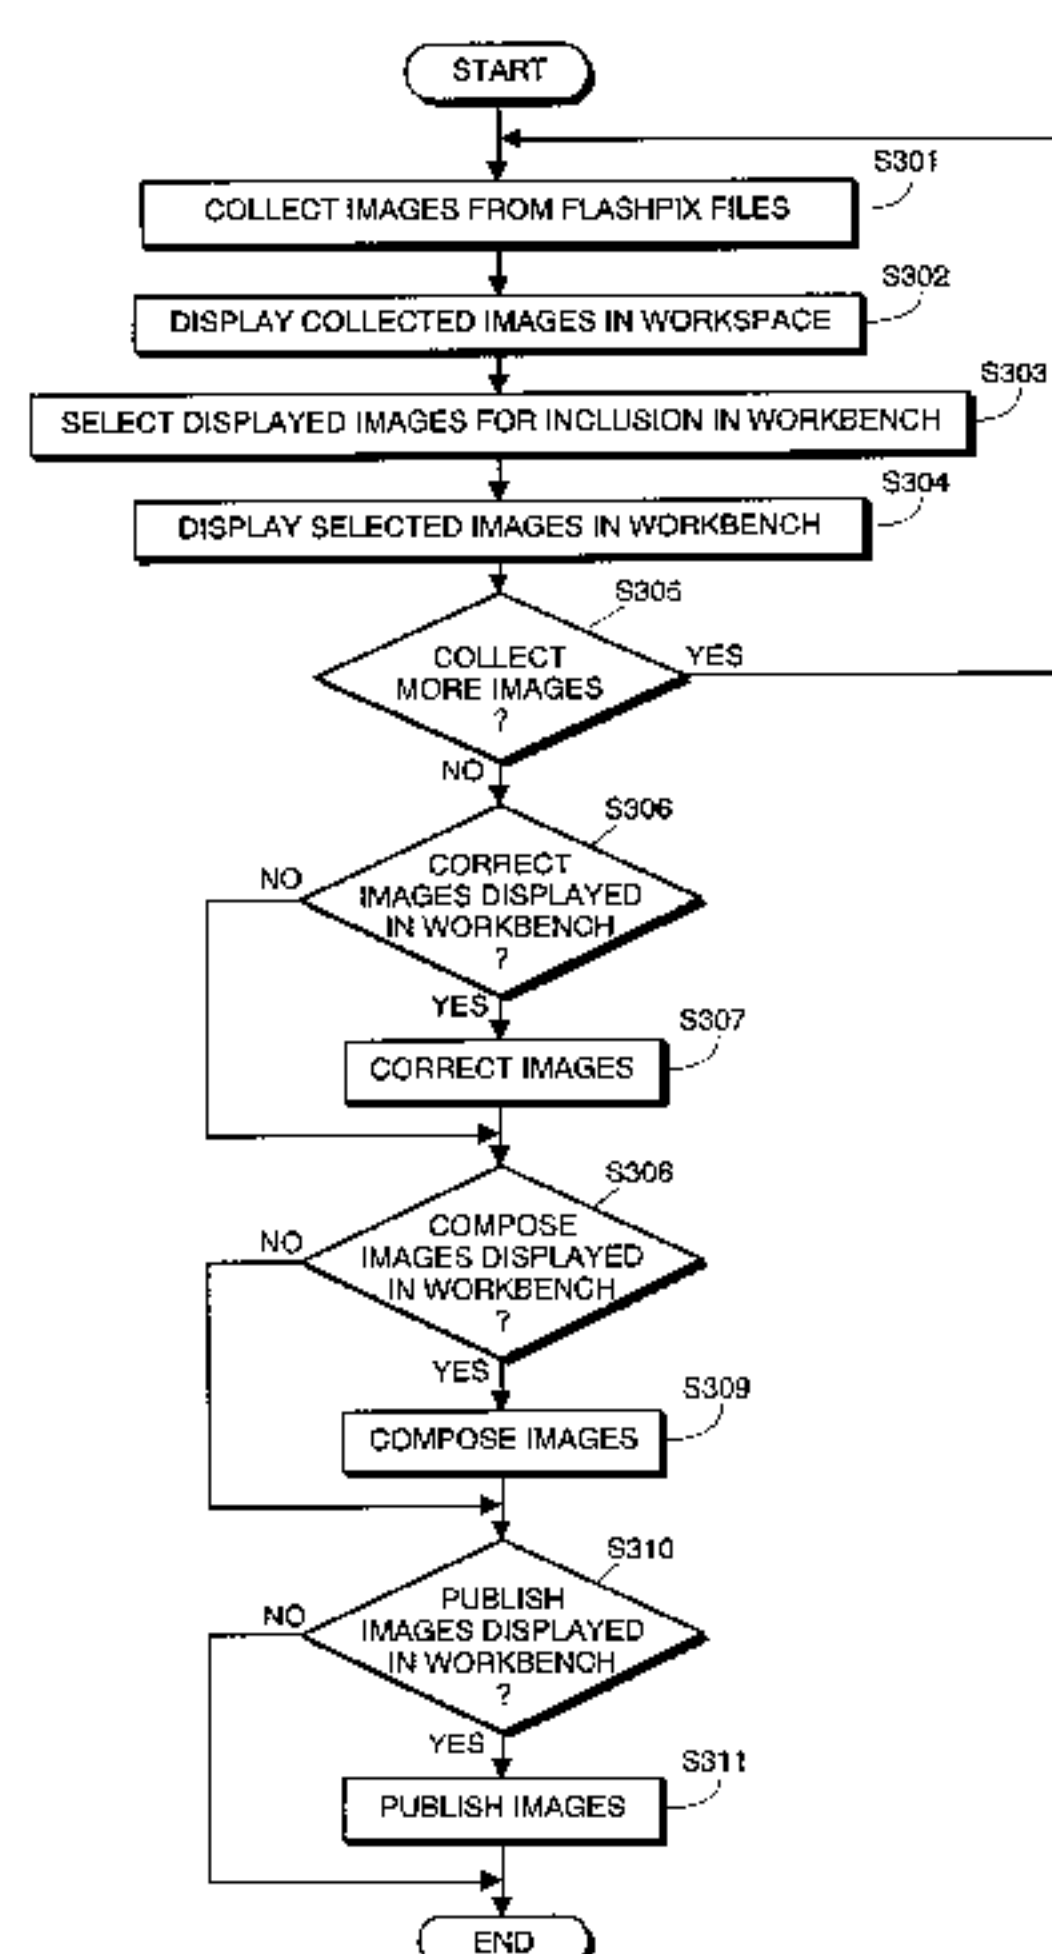 START
S301
COLLECT IMAGES FROM FLASHPIX FILES
S302
DISPLAY COLLECTED IMAGES IN WORKSPACE
S303
SELECT DISPLAYED IMAGES FOR INCLUSION IN WORKBENCH
S304
DISPLAY SELECTED IMAGES IN WORKBENCH
S305
COLLECT
MORE IMAGES
?
YES
NO
S306
CORRECT
IMAGES DISPLAYED
IN WORKBENCH
?
NO
YES
S307
CORRECT IMAGES
S308
COMPOSE
IMAGES DISPLAYED
IN WORKBENCH
?
NO
YES
S309
COMPOSE IMAGES
S310
PUBLISH
IMAGES DISPLAYED
IN WORKBENCH
?
NO
YES
S311
PUBLISH IMAGES
END